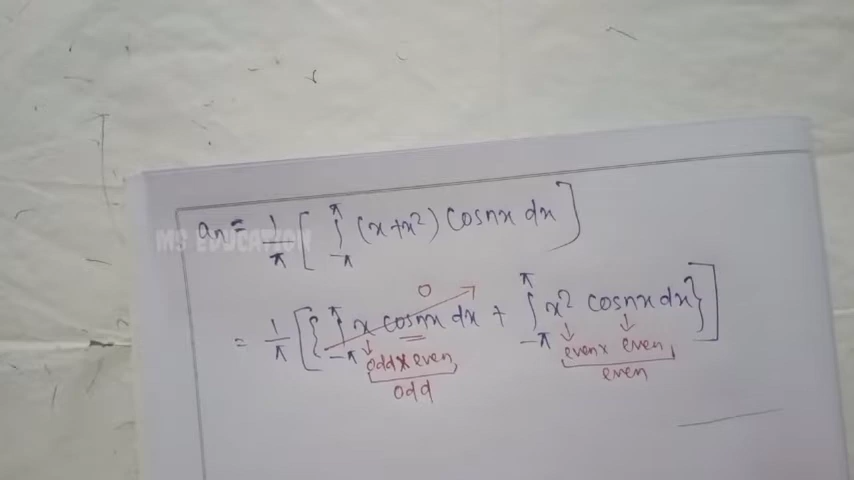 an = 1/π [ ∫_{-π}^{π} (x+x²) cosnx dx ]
MS EDUCATION
0
= 1/π [ { ∫_{-π}^{π} x cosnx dx + ∫_{-π}^{π} x² cosnx dx } ]
odd x even, even x even,
odd even